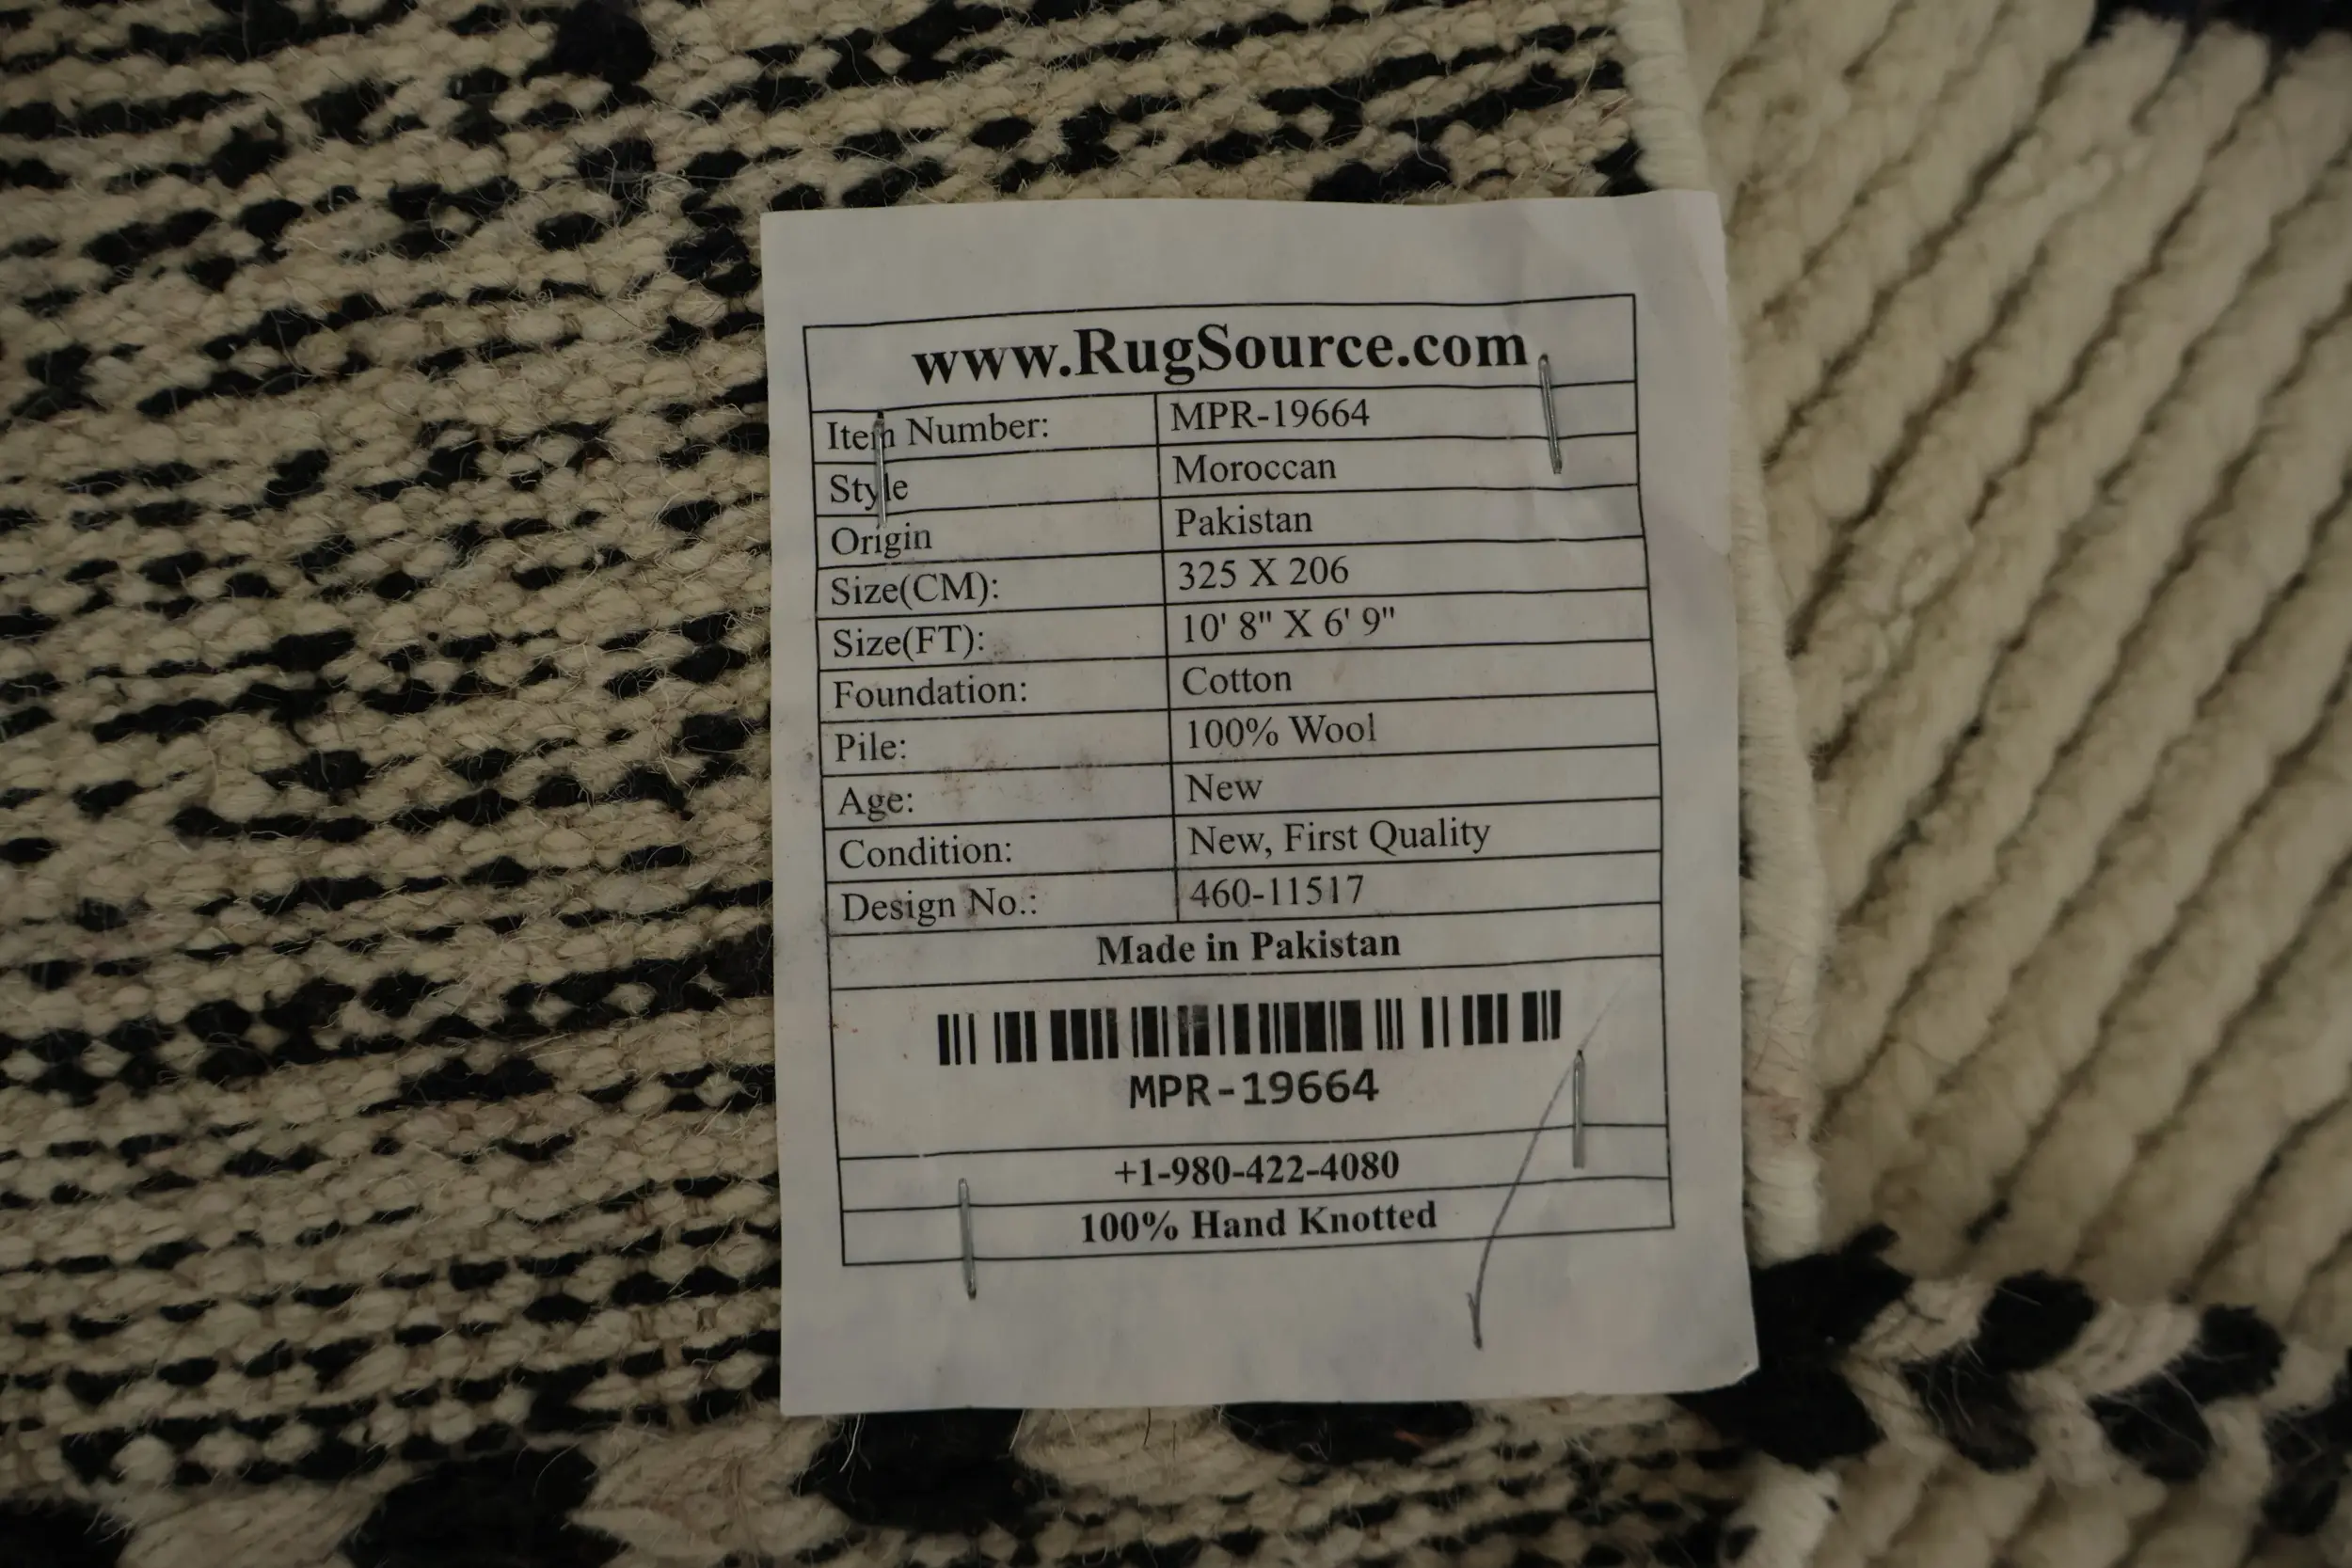 www.RugSource.com
Item Number: MPR-19664
Style Moroccan
Origin Pakistan
Size(CM): 325 X 206
Size(FT): 10' 8" X 6' 9"
Foundation: Cotton
Pile: 100% Wool
Age: New
Condition: New, First Quality
Design No.: 460-11517
Made in Pakistan
MPR-19664
+1-980-422-4080
100% Hand Knotted